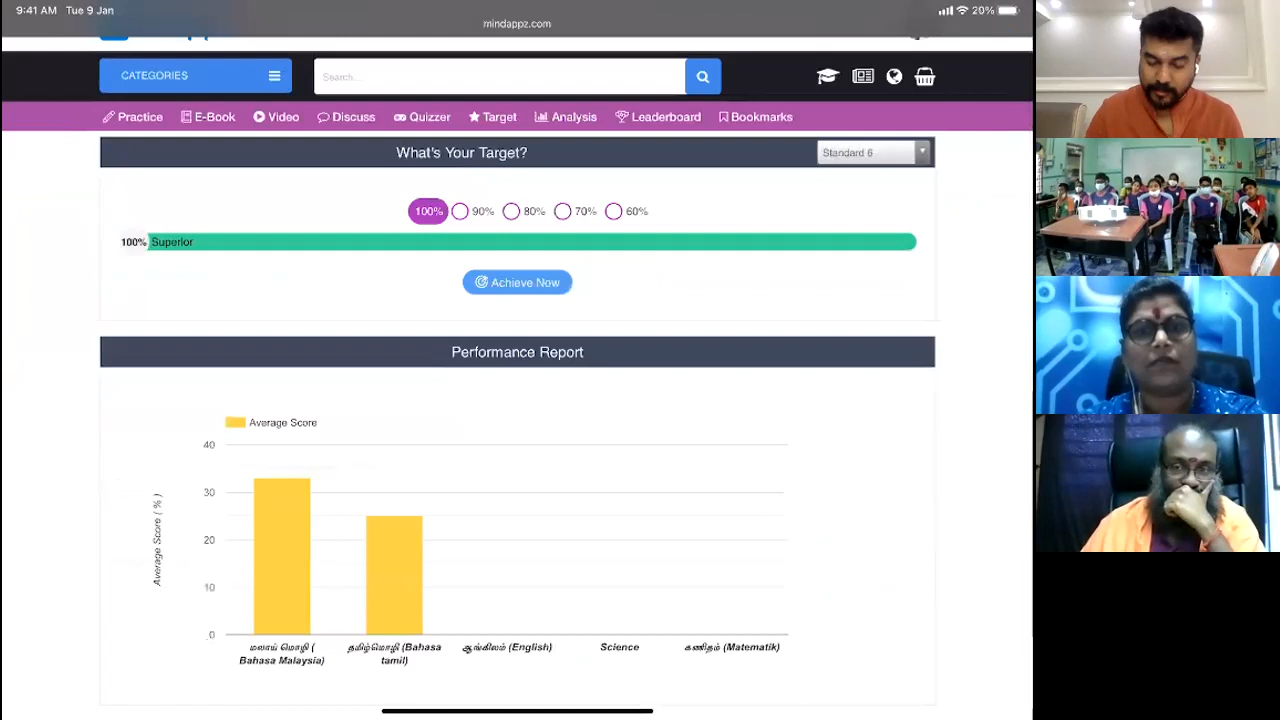 9:41 AM Tue 9 Jan
20%
mindappz.com
CATEGORIES
Search...
Practice E-Book Video Discuss Quizzer Target Analysis Leaderboard Bookmarks
What's Your Target?
Standard 6
100% 90% 80% 70% 60%
100% Superior
Achieve Now
Performance Report
Average Score
40
30
20
10
0
Average Score ( % )
மலாய் மொழி ( Bahasa Malaysia)
தமிழ்மொழி (Bahasa tamil)
ஆங்கிலம் (English)
Science
கணிதம் (Matematik)